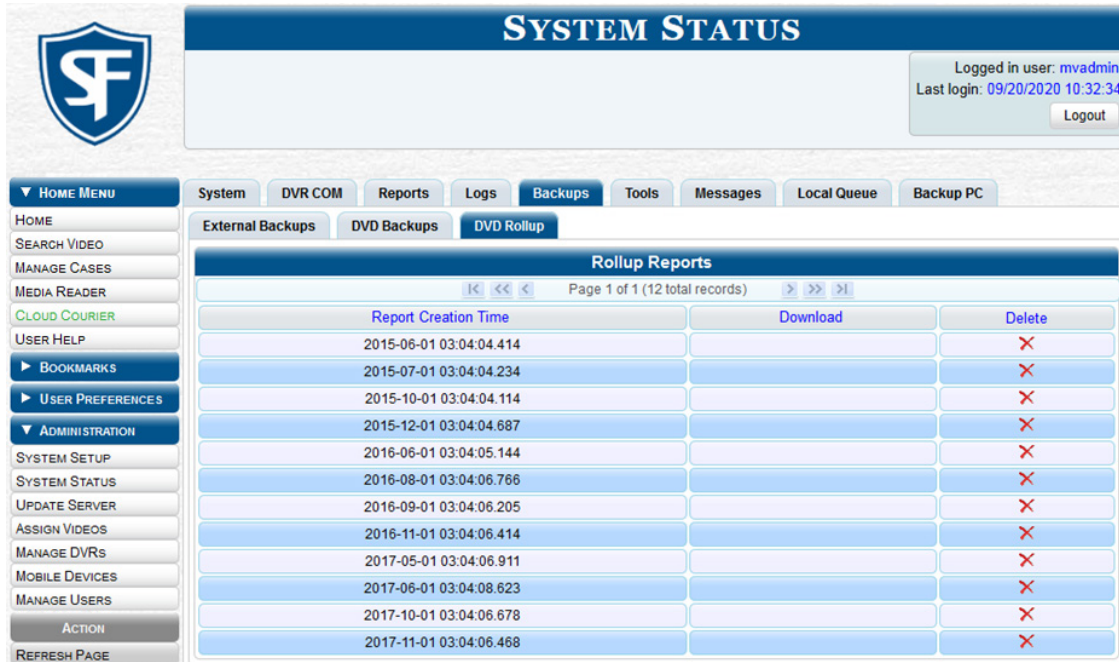 SYSTEM STATUS
SF
Logged in user: mvadmin
Last login: 09/20/2020 10:32:34
Logout
HOME MENU
HOME
SEARCH VIDEO
MANAGE CASES
MEDIA READER
CLOUD COURIER
USER HELP
BOOKMARKS
USER PREFERENCES
ADMINISTRATION
SYSTEM SETUP
SYSTEM STATUS
UPDATE SERVER
ASSIGN VIDEOS
MANAGE DVRS
MOBILE DEVICES
MANAGE USERS
ACTION
REFRESH PAGE
System DVR COM Reports Logs Backups Tools Messages Local Queue Backup PC
External Backups DVD Backups DVD Rollup
Rollup Reports
Page 1 of 1 (12 total records)
Report Creation Time Download Delete
2015-06-01 03:04:04.414
2015-07-01 03:04:04.234
2015-10-01 03:04:04.114
2015-12-01 03:04:04.687
2016-06-01 03:04:05.144
2016-08-01 03:04:06.766
2016-09-01 03:04:06.205
2016-11-01 03:04:06.414
2017-05-01 03:04:06.911
2017-06-01 03:04:08.623
2017-10-01 03:04:06.678
2017-11-01 03:04:06.468